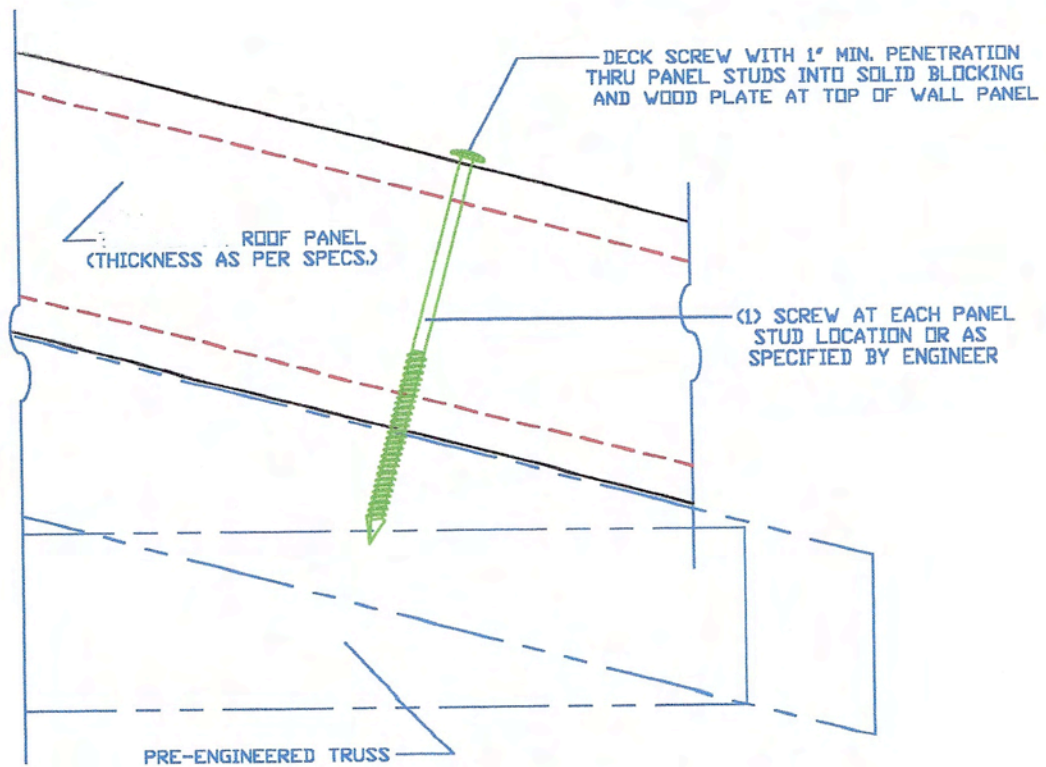 DECK SCREW WITH 1" MIN. PENETRATION
THRU PANEL STUDS INTO SOLID BLOCKING
AND WOOD PLATE AT TOP OF WALL PANEL
ROOF PANEL
(THICKNESS AS PER SPECS.)
(1) SCREW AT EACH PANEL
STUD LOCATION OR AS
SPECIFIED BY ENGINEER
PRE-ENGINEERED TRUSS